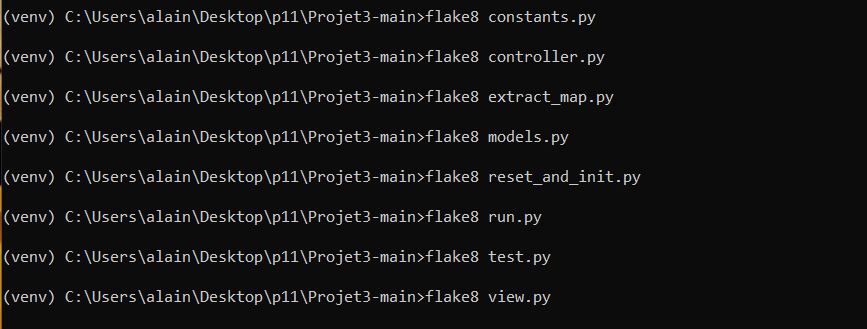 (venv) C:\Users\alain\Desktop\p11\Projet3-main>flake8 constants.py
(venv) C:\Users\alain\Desktop\p11\Projet3-main>flake8 controller.py
(venv) C:\Users\alain\Desktop\p11\Projet3-main>flake8 extract_map.py
(venv) C:\Users\alain\Desktop\p11\Projet3-main>flake8 models.py
(venv) C:\Users\alain\Desktop\p11\Projet3-main>flake8 reset_and_init.py
(venv) C:\Users\alain\Desktop\p11\Projet3-main>flake8 run.py
(venv) C:\Users\alain\Desktop\p11\Projet3-main>flake8 test.py
(venv) C:\Users\alain\Desktop\p11\Projet3-main>flake8 view.py